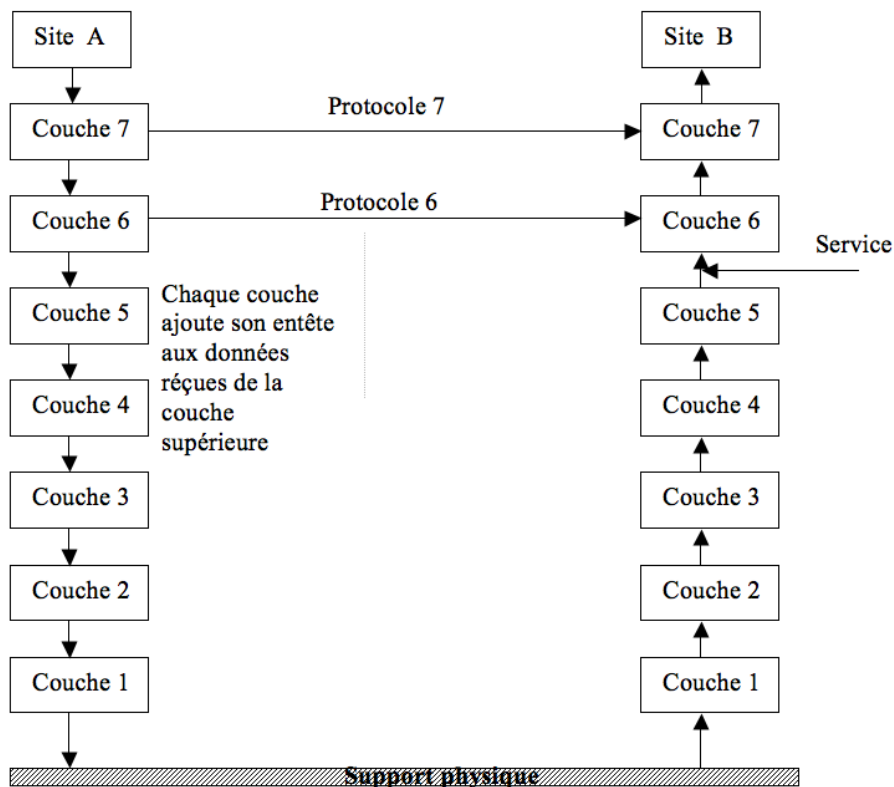 Site A
Site B
Couche 7
Protocole 7
Couche 7
Couche 6
Protocole 6
Couche 6
Service
Couche 5
Chaque couche
ajoute son entête
aux données
réçues de la
couche
supérieure
Couche 5
Couche 4
Couche 4
Couche 3
Couche 3
Couche 2
Couche 2
Couche 1
Couche 1
Support physique